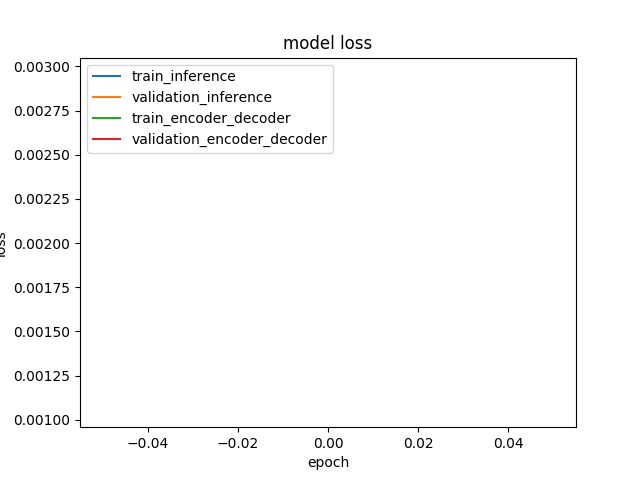 model loss
0.00300
0.00275
0.00250
0.00225
0.00200
0.00175
0.00150
0.00125
0.00100
loss
train_inference
validation_inference
train_encoder_decoder
validation_encoder_decoder
−0.04
−0.02
0.00
0.02
0.04
epoch